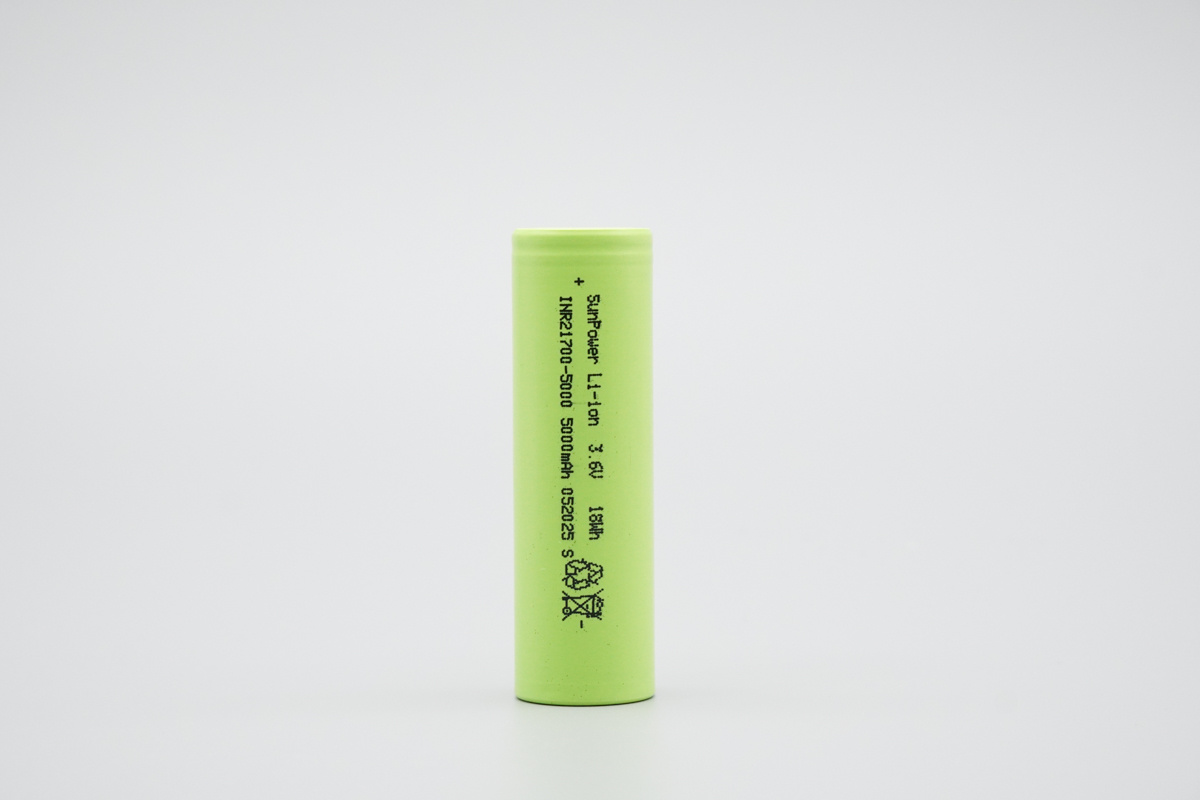 +
SunPower Li-ion 3.6V 18Wh
INR21700-5000 5000mAh 052025 S
-